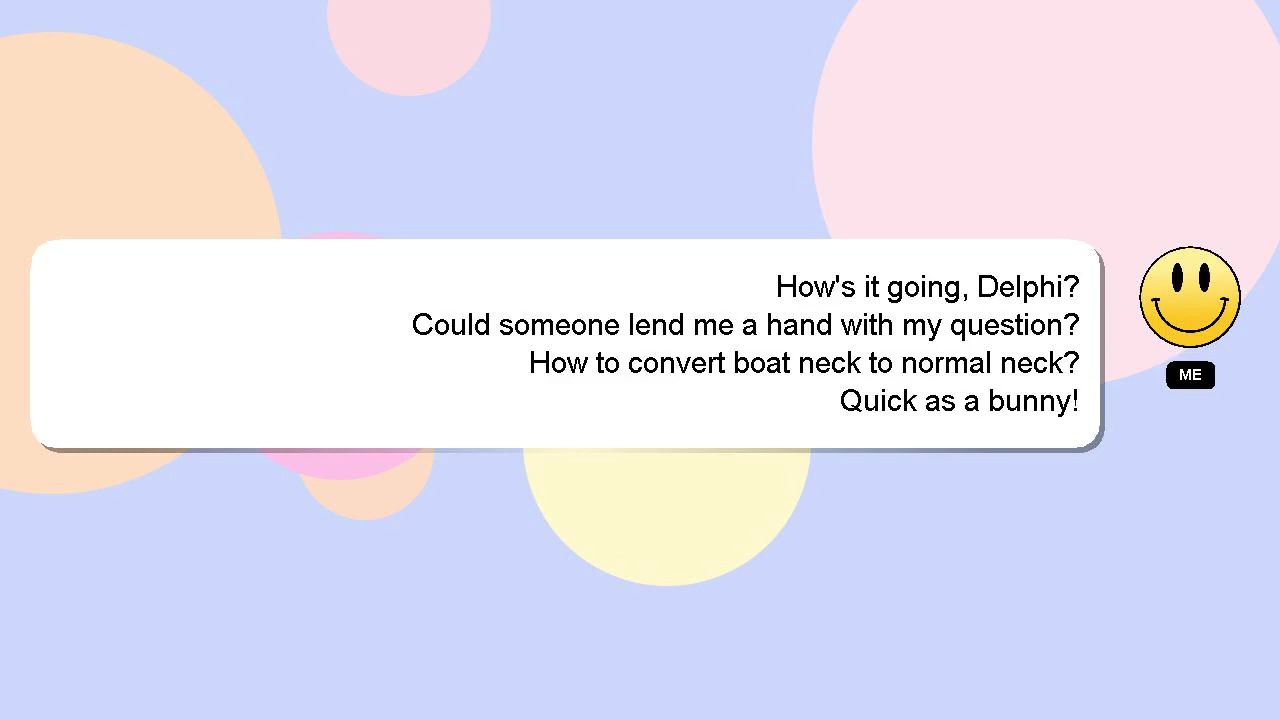 How's it going, Delphi?
Could someone lend me a hand with my question?
How to convert boat neck to normal neck?
Quick as a bunny!
ME